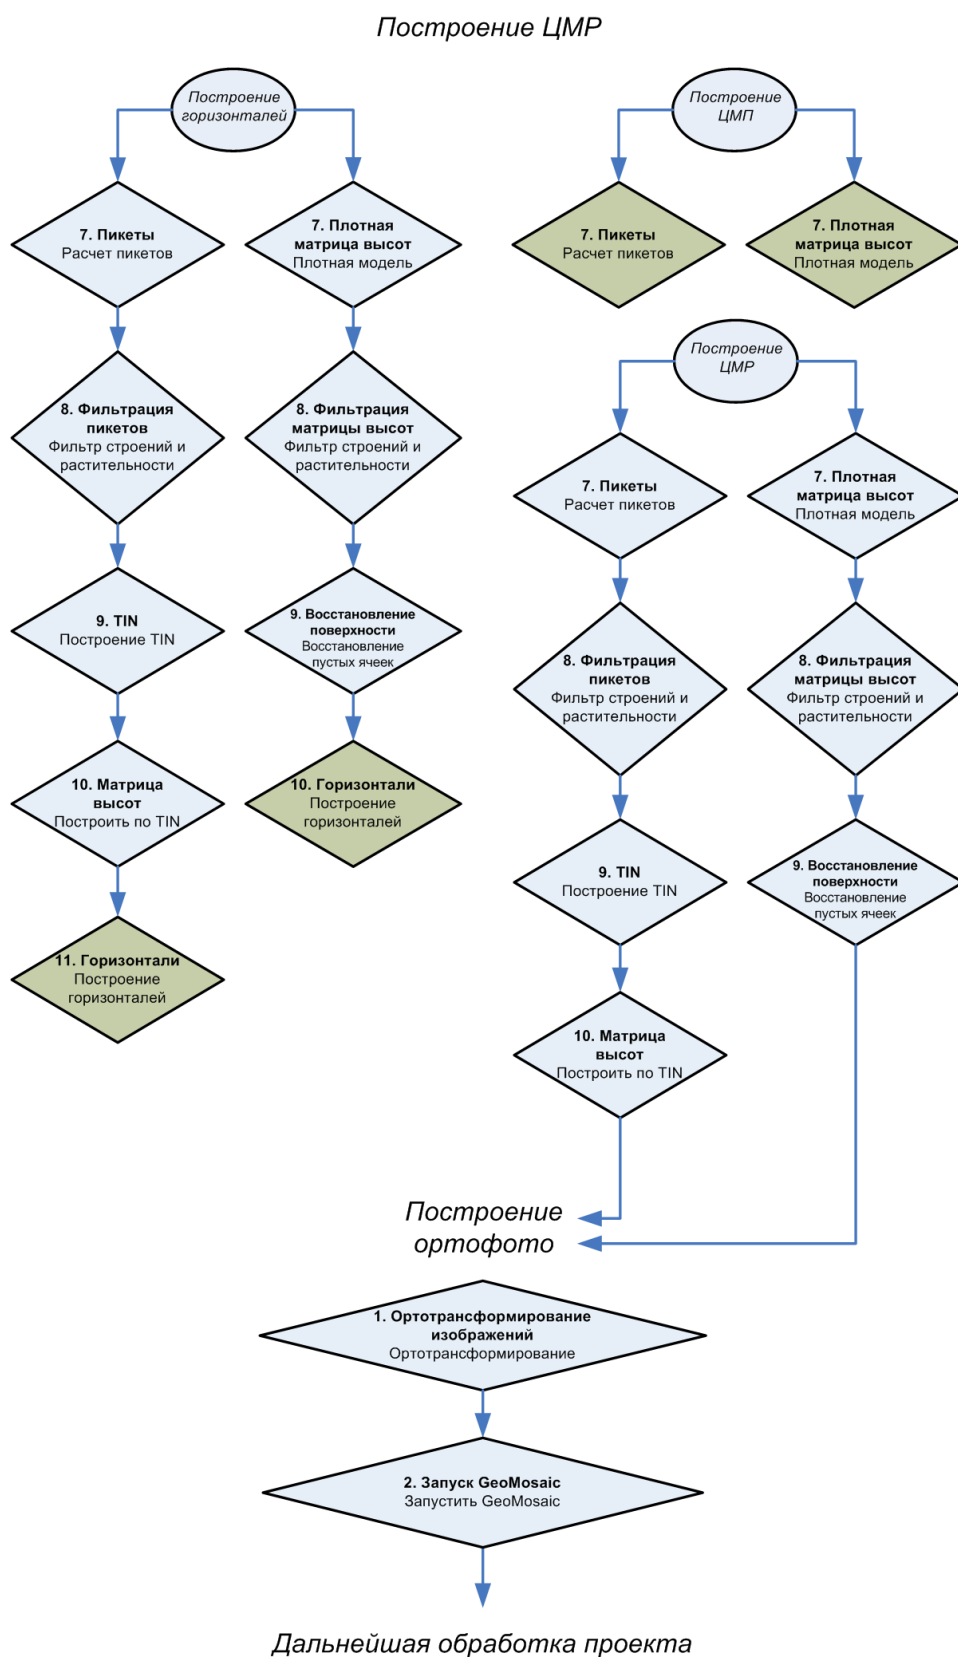 Построение ЦМР
Построение
горизонталей
7. Пикеты
Расчет пикетов
8. Фильтрация
пикетов
Фильтр строений и
растительности
9. TIN
Построение TIN
10. Матрица
высот
Построить по TIN
11. Горизонтали
Построение
горизонталей
7. Плотная
матрица высот
Плотная модель
8. Фильтрация
матрицы высот
Фильтр строений и
растительности
9. Восстановление
поверхности
Восстановление
пустых ячеек
10. Горизонтали
Построение
горизонталей
Построение
ЦМП
7. Пикеты
Расчет пикетов
7. Плотная
матрица высот
Плотная модель
Построение
ЦМР
7. Пикеты
Расчет пикетов
8. Фильтрация
пикетов
Фильтр строений и
растительности
9. TIN
Построение TIN
10. Матрица
высот
Построить по TIN
7. Плотная
матрица высот
Плотная модель
8. Фильтрация
матрицы высот
Фильтр строений и
растительности
9. Восстановление
поверхности
Восстановление
пустых ячеек
Построение
ортофото
1. Ортотрансформирование
изображений
Ортотрансформирование
2. Запуск GeoMosaic
Запустить GeoMosaic
Дальнейшая обработка проекта